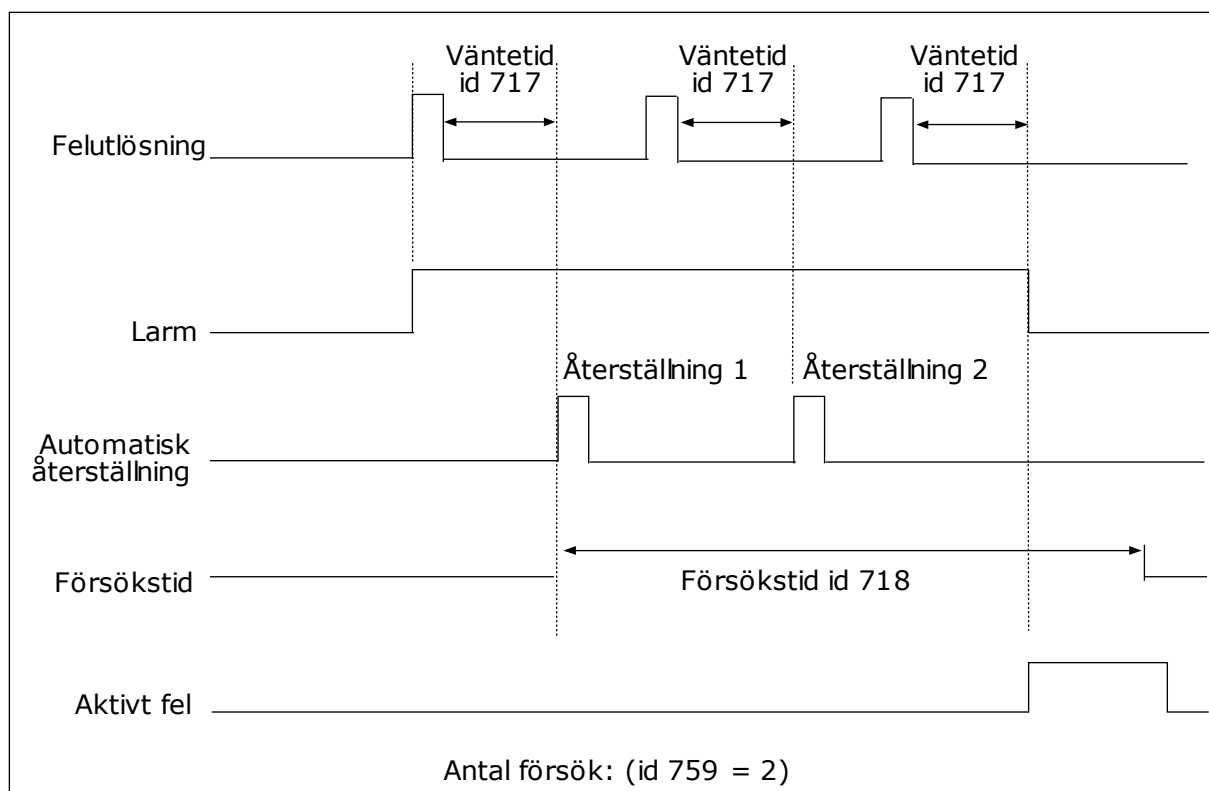 Väntetid
id 717
Väntetid
id 717
Väntetid
id 717
Felutlösning
Larm
Återställning 1
Återställning 2
Automatisk
återställning
Försökstid
Försökstid id 718
Aktivt fel
Antal försök: (id 759 = 2)